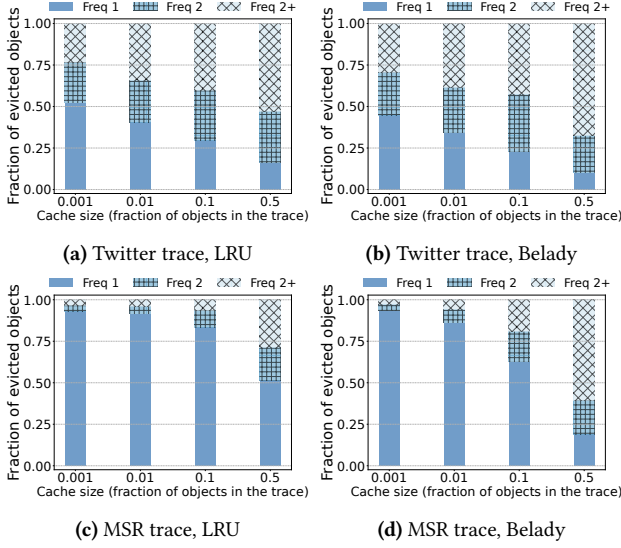 Freq 1 Freq 2 Freq 2+
Fraction of evicted objects
1.00
0.75
0.50
0.25
0.00
0.001 0.01 0.1 0.5
Cache size (fraction of objects in the trace)
(a) Twitter trace, LRU
Freq 1 Freq 2 Freq 2+
Fraction of evicted objects
1.00
0.75
0.50
0.25
0.00
0.001 0.01 0.1 0.5
Cache size (fraction of objects in the trace)
(b) Twitter trace, Belady
Freq 1 Freq 2 Freq 2+
Fraction of evicted objects
1.00
0.75
0.50
0.25
0.00
0.001 0.01 0.1 0.5
Cache size (fraction of objects in the trace)
(c) MSR trace, LRU
Freq 1 Freq 2 Freq 2+
Fraction of evicted objects
1.00
0.75
0.50
0.25
0.00
0.001 0.01 0.1 0.5
Cache size (fraction of objects in the trace)
(d) MSR trace, Belady